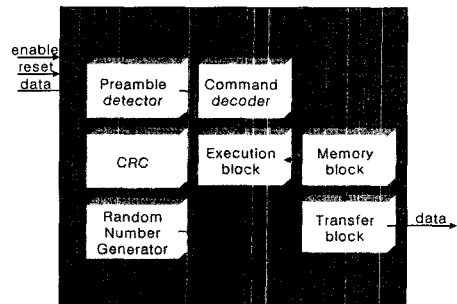 enable
reset
data
Preamble
detector
Command
decoder
CRC
Execution
block
Memory
block
Random
Number
Generator
Transfer
block
data